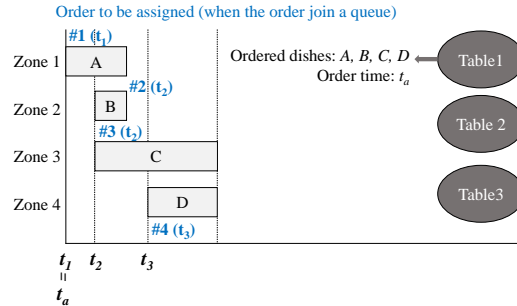 Order to be assigned (when the order join a queue)
#1 (t1)
Zone 1
A
Ordered dishes: A, B, C, D
Order time: ta
Table1
#2 (t2)
Zone 2
B
Table 2
#3 (t2)
Zone 3
C
Table3
Zone 4
D
#4 (t3)
t1 t2 t3
=
ta